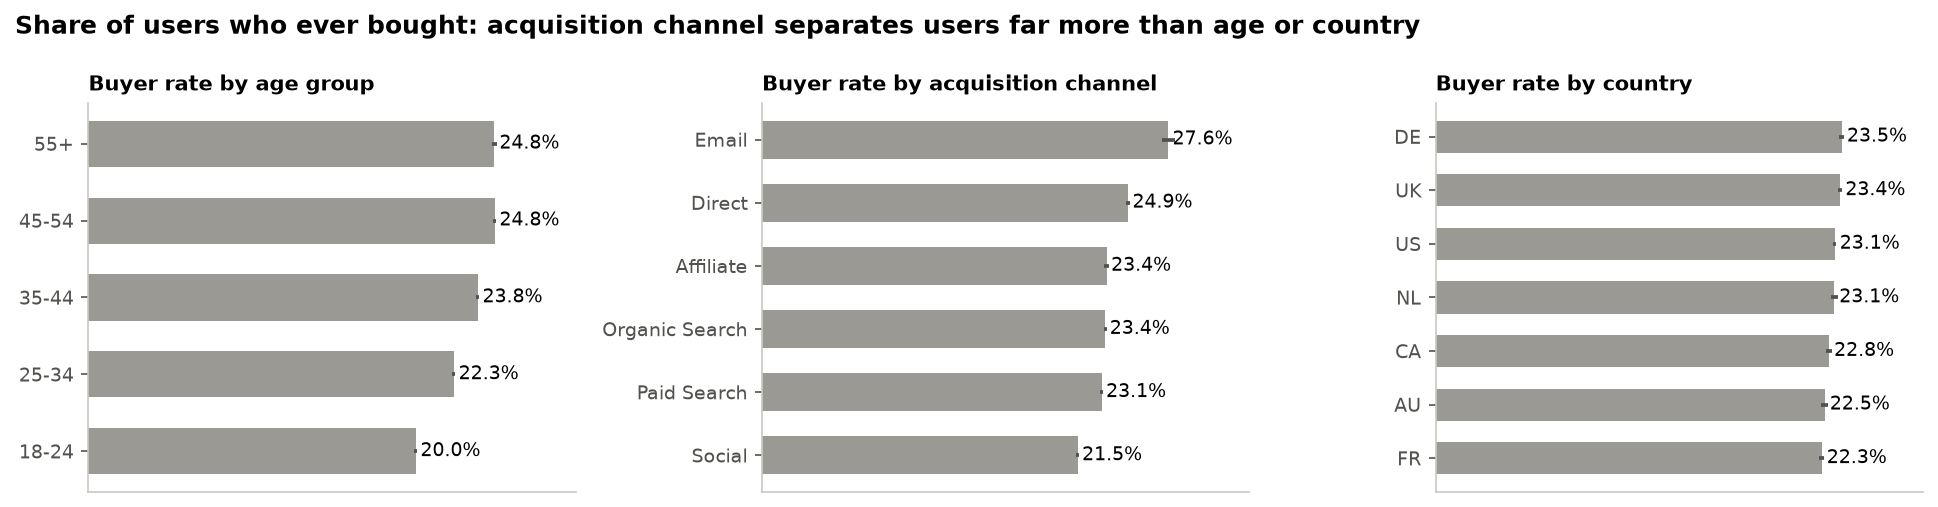 Share of users who ever bought: acquisition channel separates users far more than age or country
Buyer rate by age group
55+ 24.8%
45-54 24.8%
35-44 23.8%
25-34 22.3%
18-24 20.0%
Buyer rate by acquisition channel
Email 27.6%
Direct 24.9%
Affiliate 23.4%
Organic Search 23.4%
Paid Search 23.1%
Social 21.5%
Buyer rate by country
DE 23.5%
UK 23.4%
US 23.1%
NL 23.1%
CA 22.8%
AU 22.5%
FR 22.3%